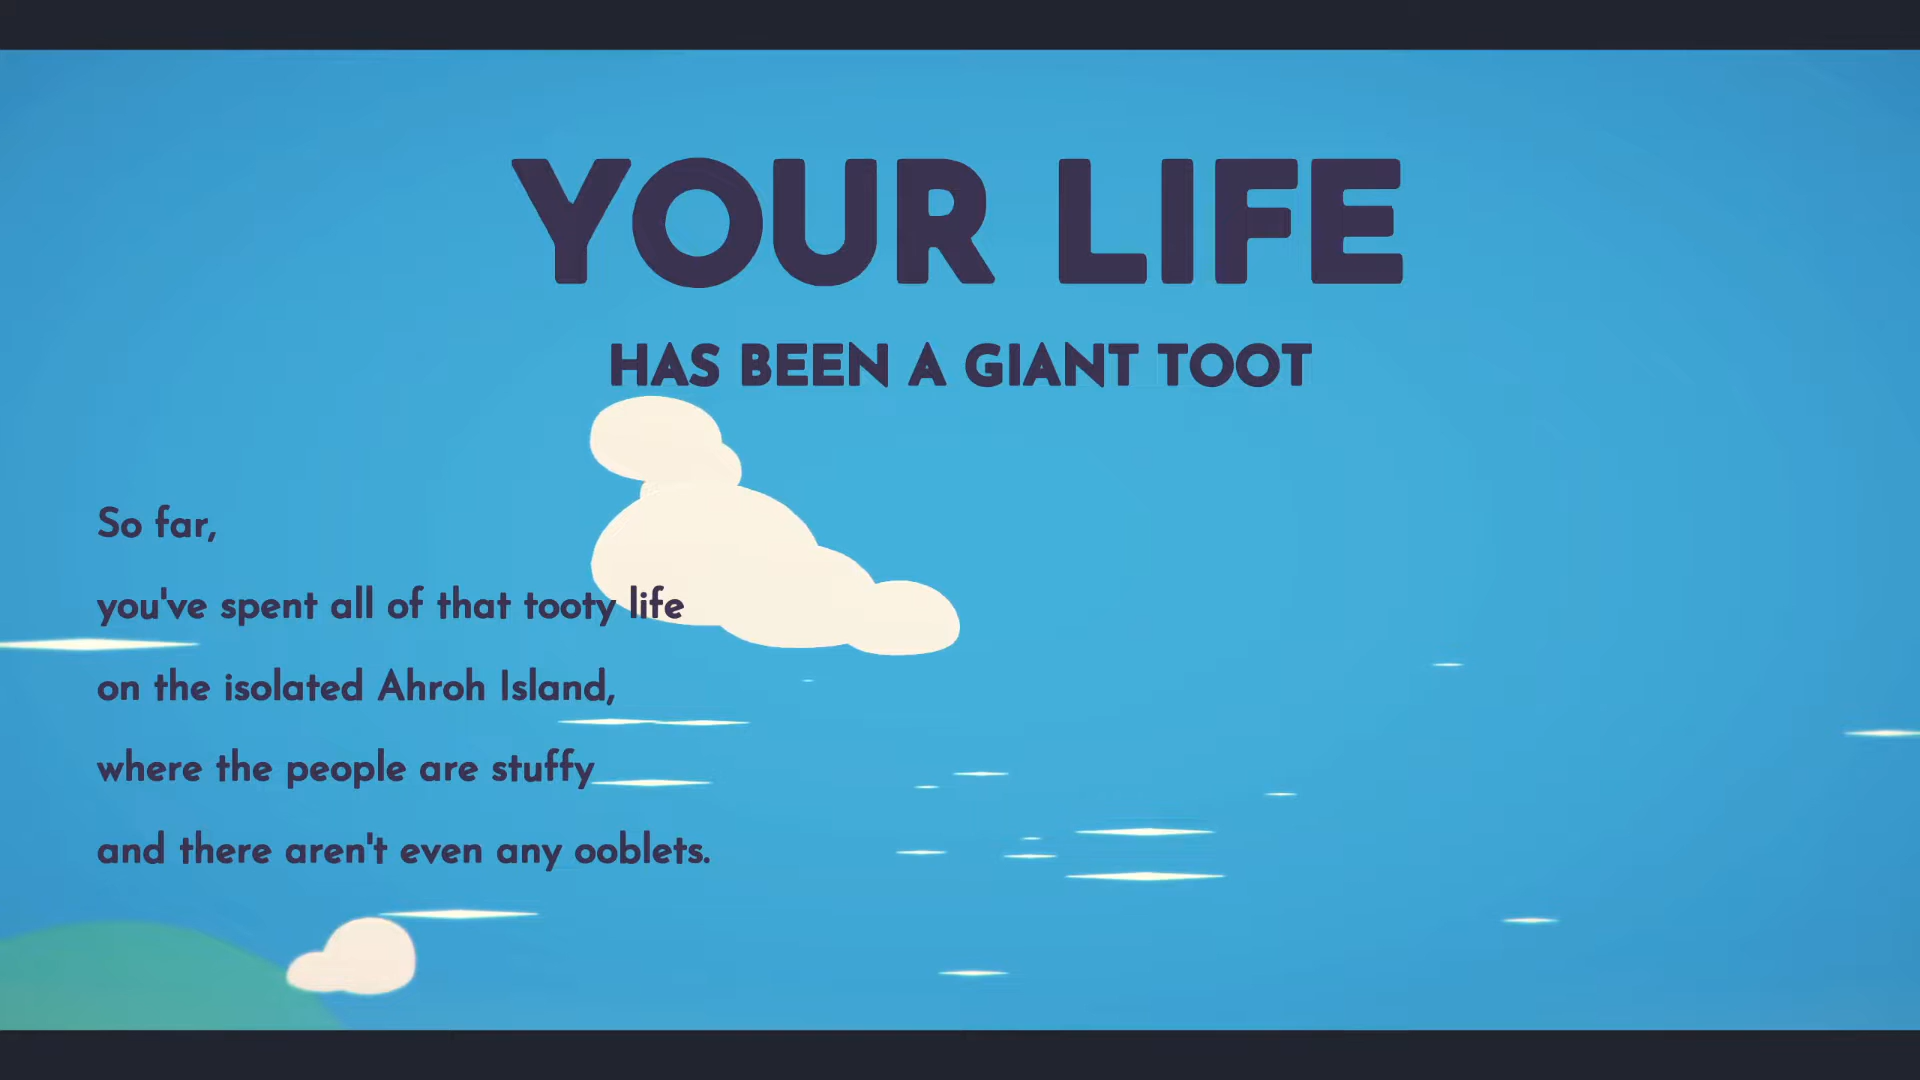 YOUR LIFE
HAS BEEN A GIANT TOOT
So far,
you've spent all of that tooty life
on the isolated Ahroh Island,
where the people are stuffy
and there aren't even any ooblets.